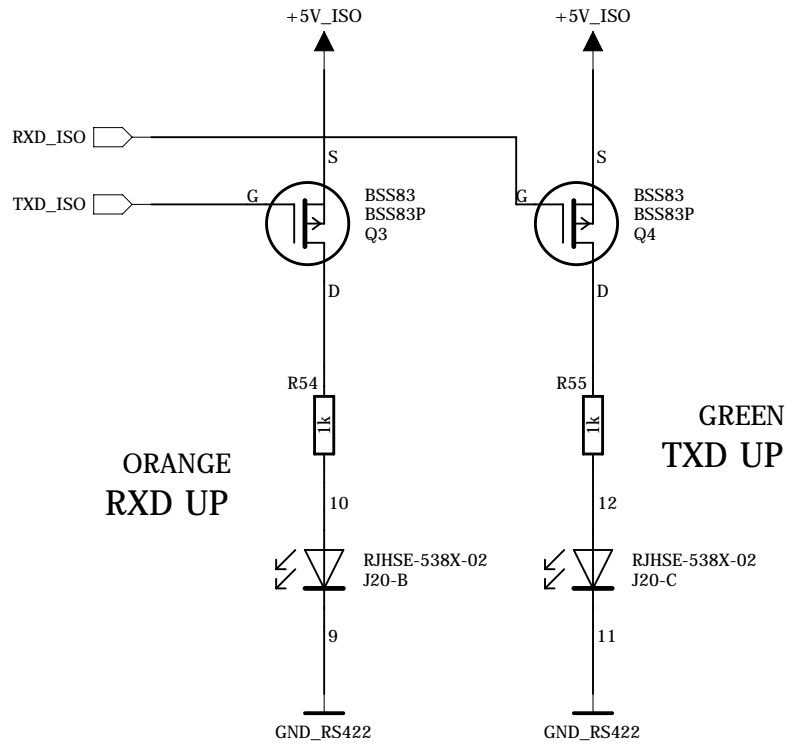 +5V_ISO
+5V_ISO
RXD_ISO
S
S
TXD_ISO
G
BSS83
BSS83P
Q3
G
BSS83
BSS83P
Q4
D
D
R54
1k
R55
1k
GREEN
TXD UP
ORANGE
RXD UP
10
12
RJHSE-538X-02
J20-B
RJHSE-538X-02
J20-C
9
11
GND_RS422
GND_RS422